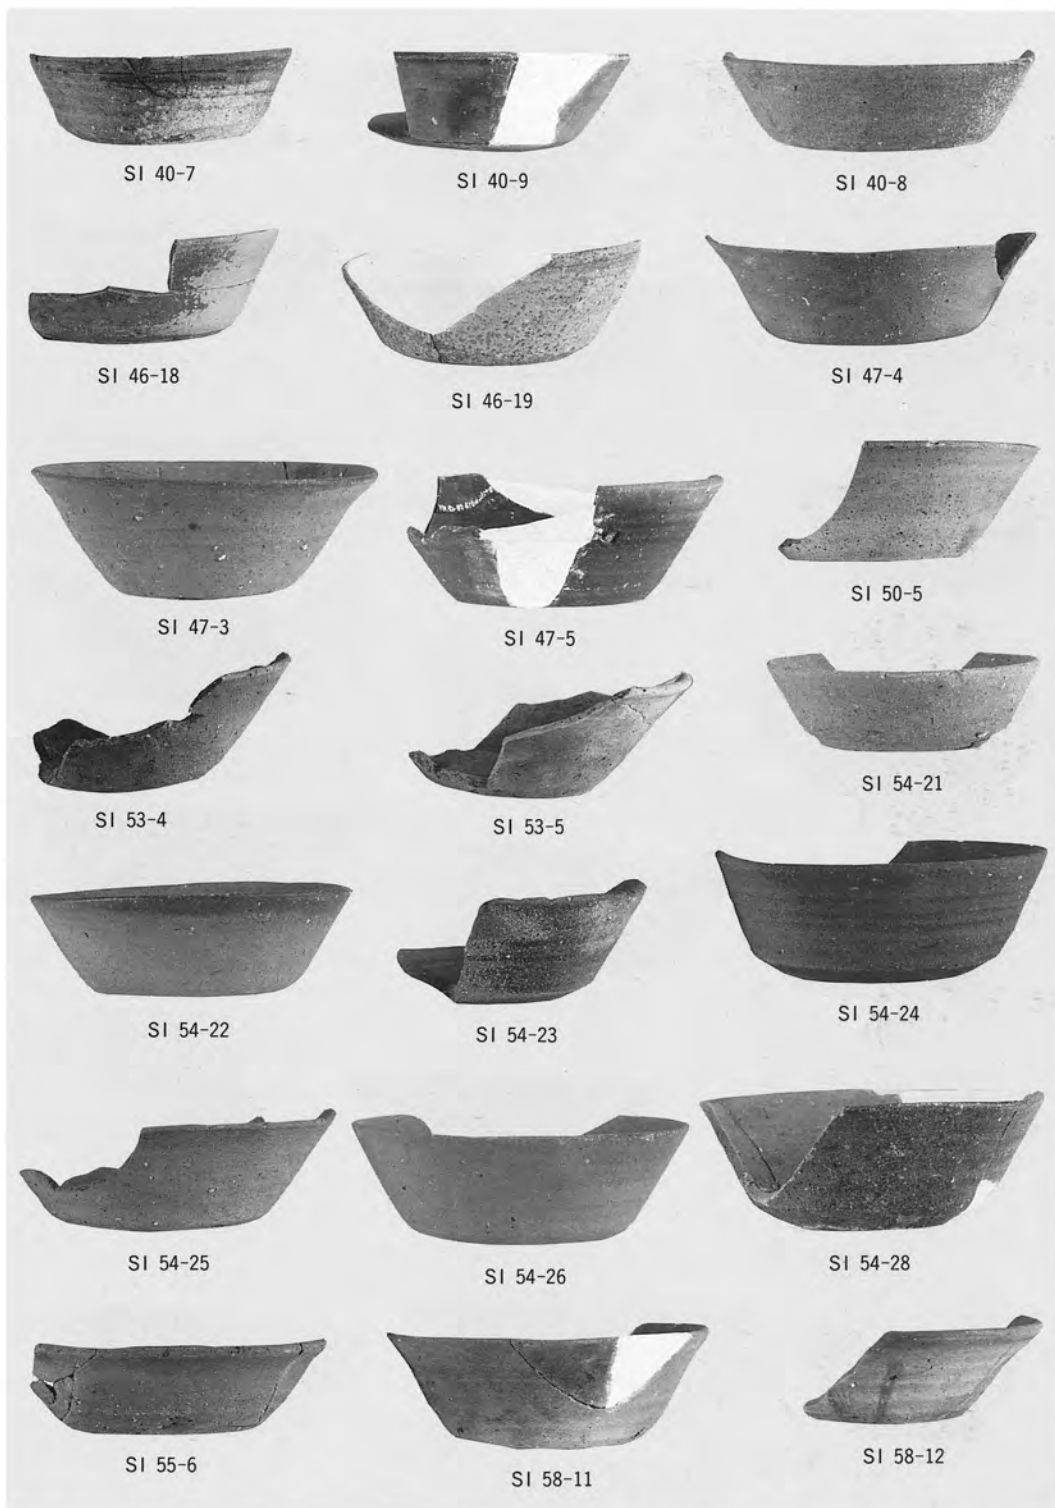 SI 40-7
SI 40-9
SI 40-8
SI 46-18
SI 46-19
SI 47-4
SI 47-3
SI 47-5
SI 50-5
SI 53-4
SI 53-5
SI 54-21
SI 54-22
SI 54-23
SI 54-24
SI 54-25
SI 54-26
SI 54-28
SI 55-6
SI 58-11
SI 58-12